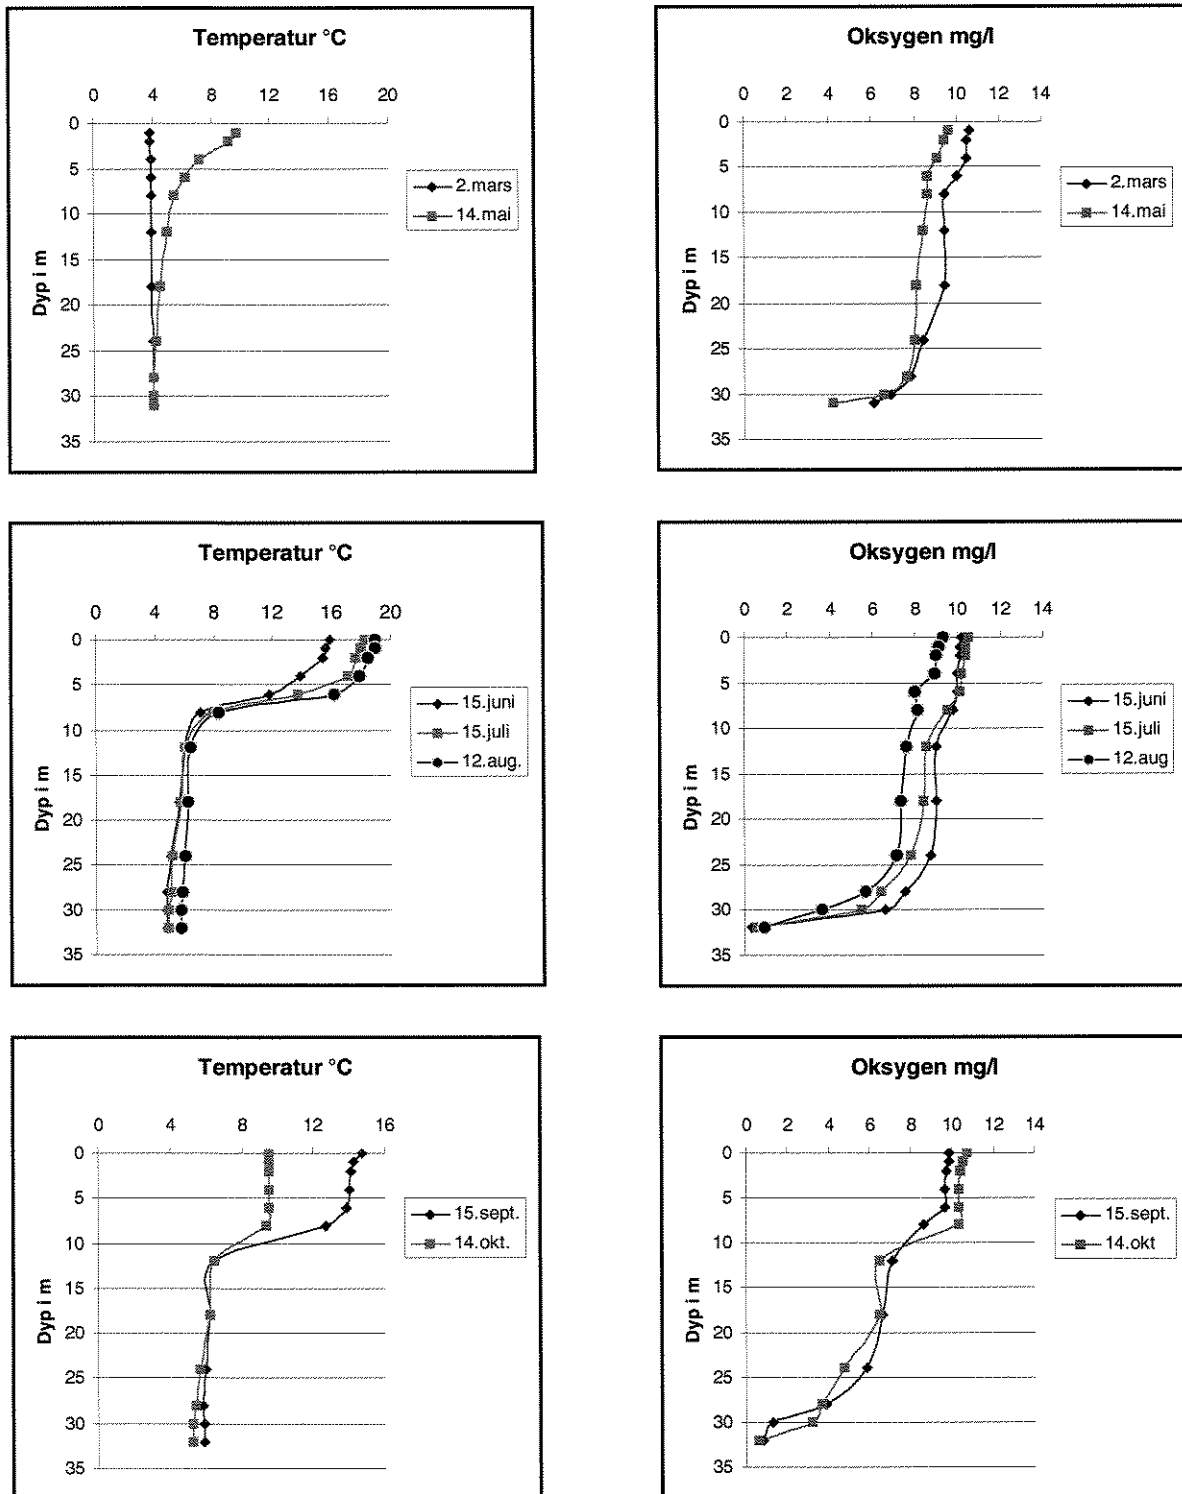 Temperatur °C
0 4 8 12 16 20
0
5
10
15
20
25
30
35
Dyp i m
2.mars
14.mai
Oksygen mg/l
0 2 4 6 8 10 12 14
0
5
10
15
20
25
30
35
Dyp i m
2.mars
14.mai
Temperatur °C
0 4 8 12 16 20
0
5
10
15
20
25
30
35
Dyp i m
15.juni
15.juli
12.aug.
Oksygen mg/l
0 2 4 6 8 10 12 14
0
5
10
15
20
25
30
35
Dyp i m
15.juni
15.juli
12.aug
Temperatur °C
0 4 8 12 16
0
5
10
15
20
25
30
35
Dyp i m
15.sept.
14.okt.
Oksygen mg/l
0 2 4 6 8 10 12 14
0
5
10
15
20
25
30
35
Dyp i m
15.sept.
14.okt